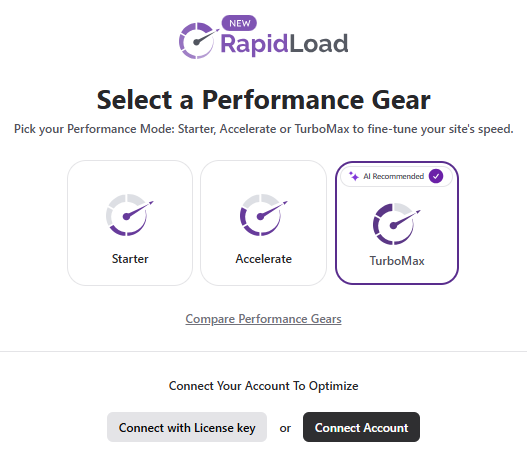 NEW
RapidLoad
Select a Performance Gear
Pick your Performance Mode: Starter, Accelerate or TurboMax to fine-tune your site's speed.
AI Recommended
Starter
Accelerate
TurboMax
Compare Performance Gears
Connect Your Account To Optimize
Connect with License key
or
Connect Account